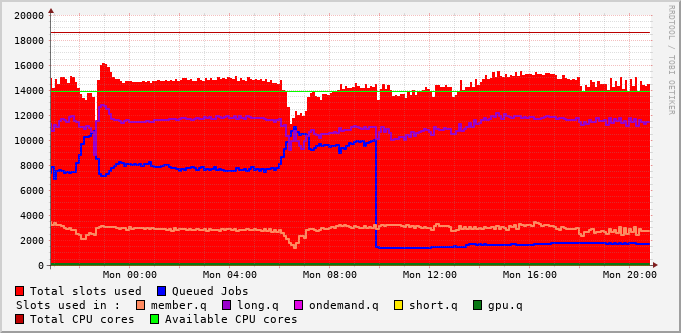 20000
18000
16000
14000
12000
10000
8000
6000
4000
2000
0
Mon 00:00 Mon 04:00 Mon 08:00 Mon 12:00 Mon 16:00 Mon 20:00
RRDTOOL / TOBI OETIKER
Total slots used Queued Jobs
Slots used in : member.q long.q ondemand.q short.q gpu.q
Total CPU cores Available CPU cores